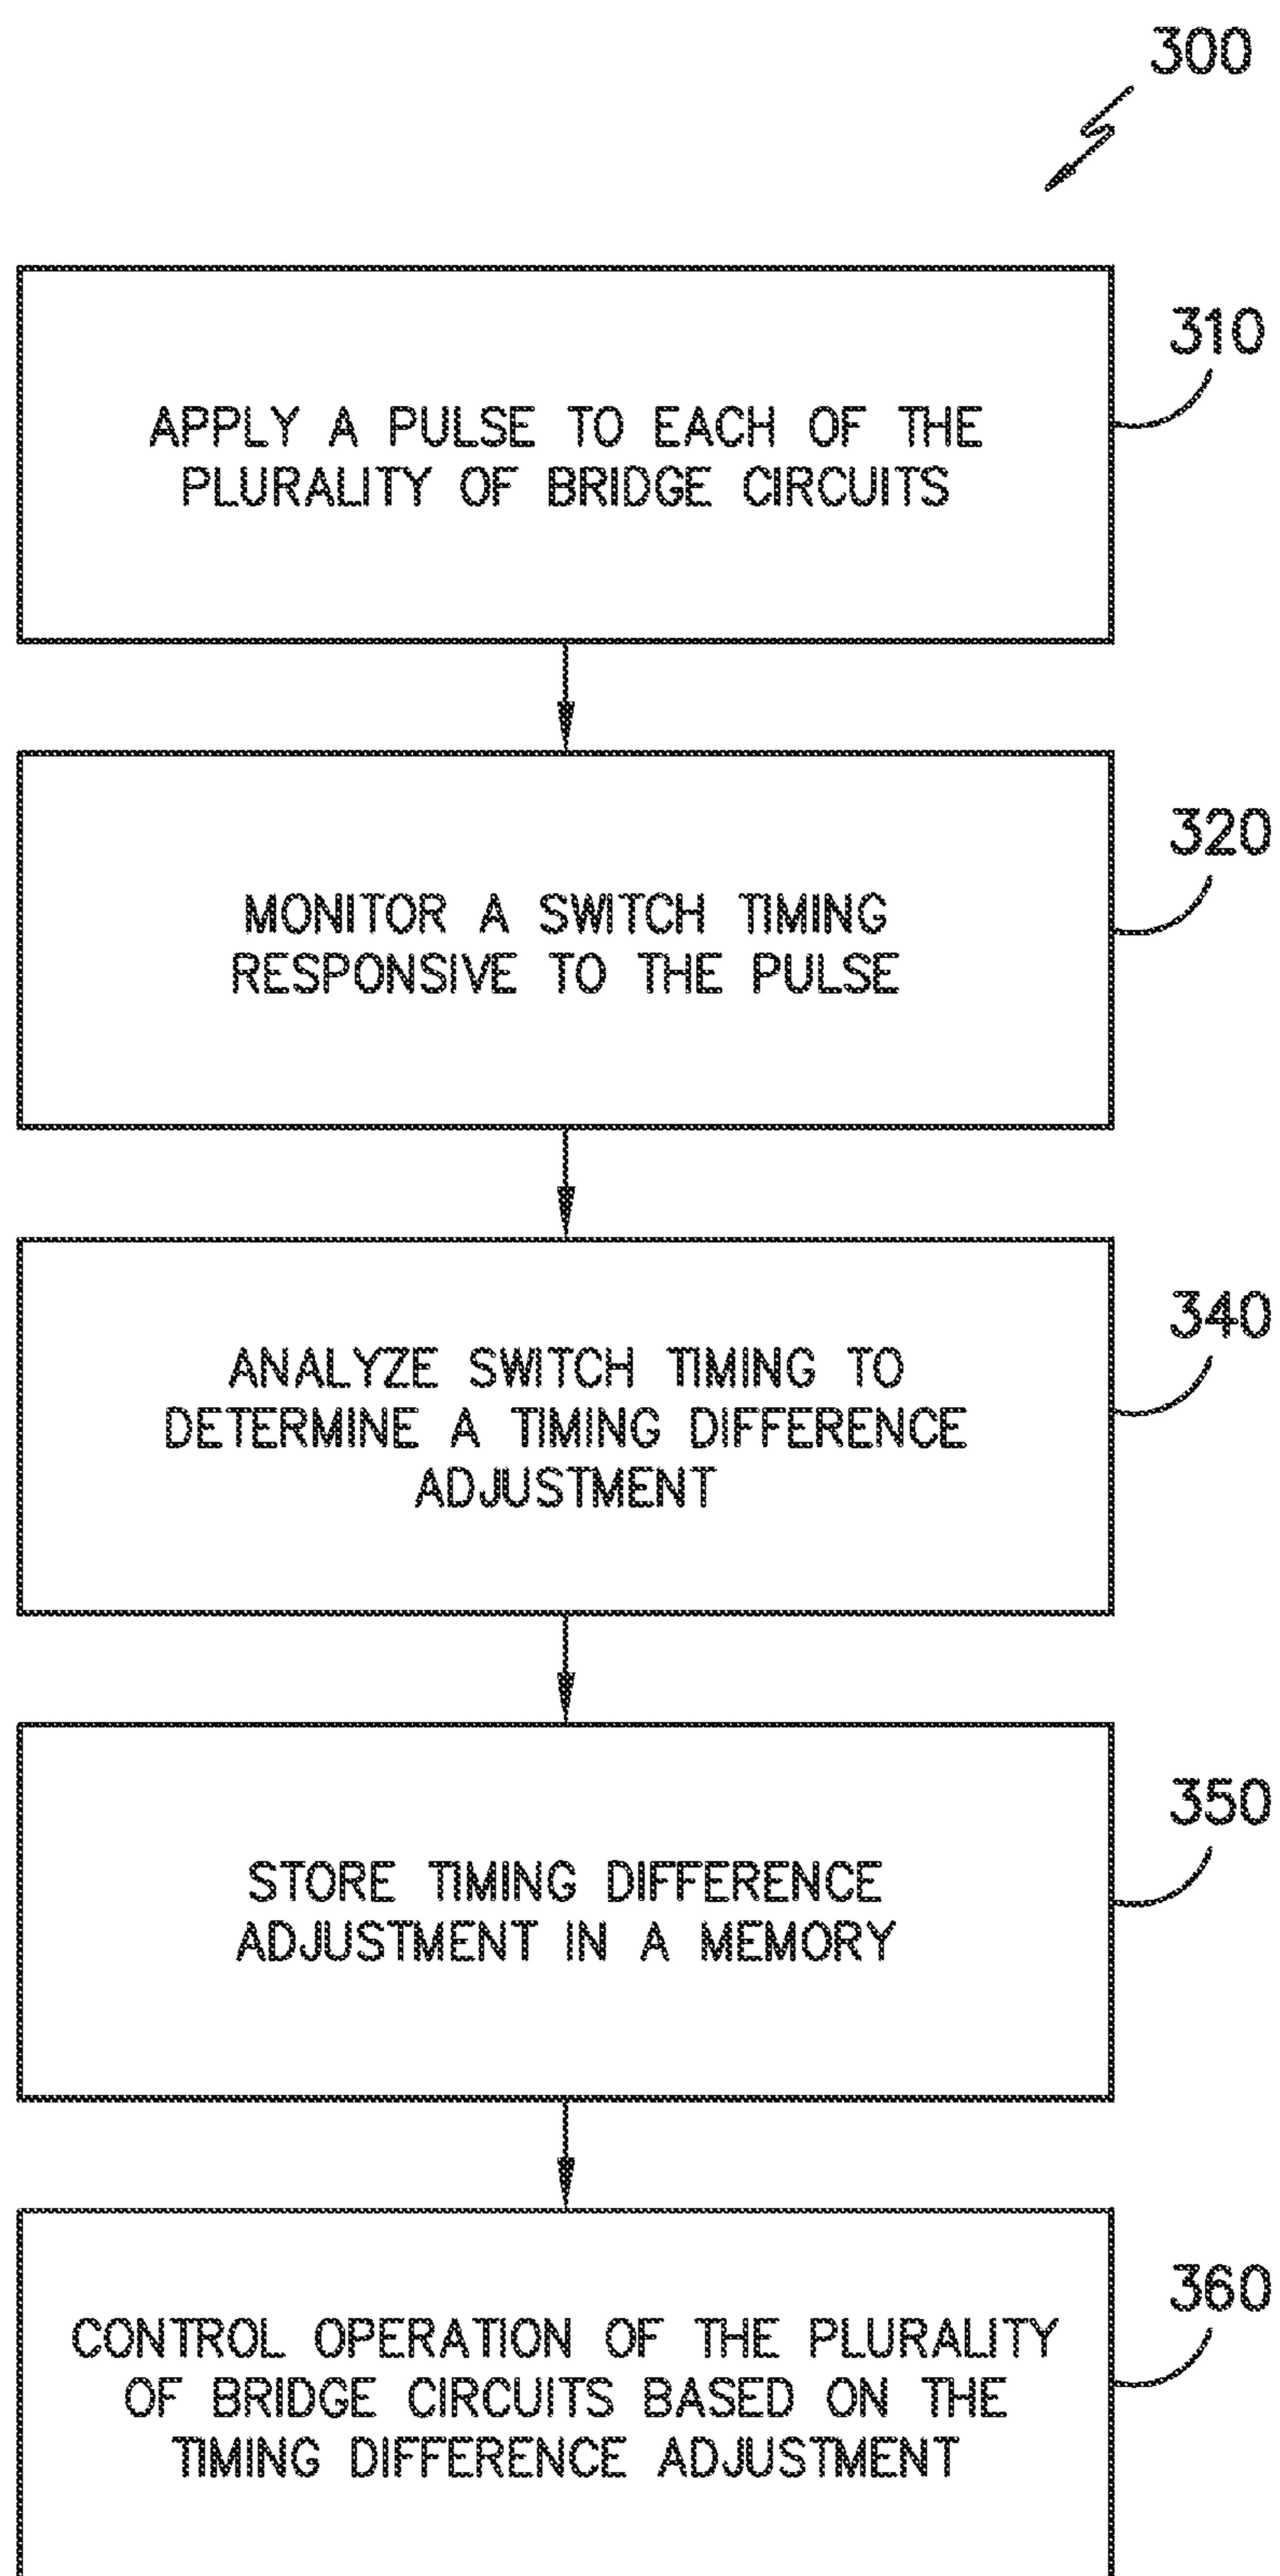 300
310
APPLY A PULSE TO EACH OF THE
PLURALITY OF BRIDGE CIRCUITS
320
MONITOR A SWITCH TIMING
RESPONSIVE TO THE PULSE
340
ANALYZE SWITCH TIMING TO
DETERMINE A TIMING DIFFERENCE
ADJUSTMENT
350
STORE TIMING DIFFERENCE
ADJUSTMENT IN A MEMORY
360
CONTROL OPERATION OF THE PLURALITY
OF BRIDGE CIRCUITS BASED ON THE
TIMING DIFFERENCE ADJUSTMENT